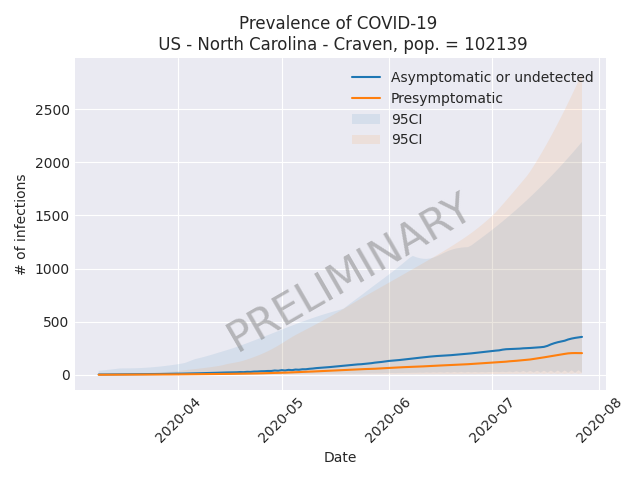 Prevalence of COVID-19
US - North Carolina - Craven, pop. = 102139
Asymptomatic or undetected
Presymptomatic
95CI
95CI
2500
2000
1500
1000
500
0
# of infections
PRELIMINARY
2020-04
2020-05
2020-06
2020-07
2020-08
Date